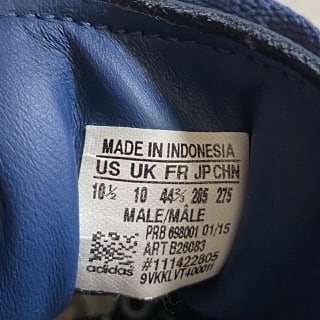 MADE IN INDONESIA
US UK FR JP CHN
10½ 10 44⅔ 285 275
MALE/MÂLE
PRB 698001 01/15
ART B26083
#111422805
adidas 9VKKLVT400011